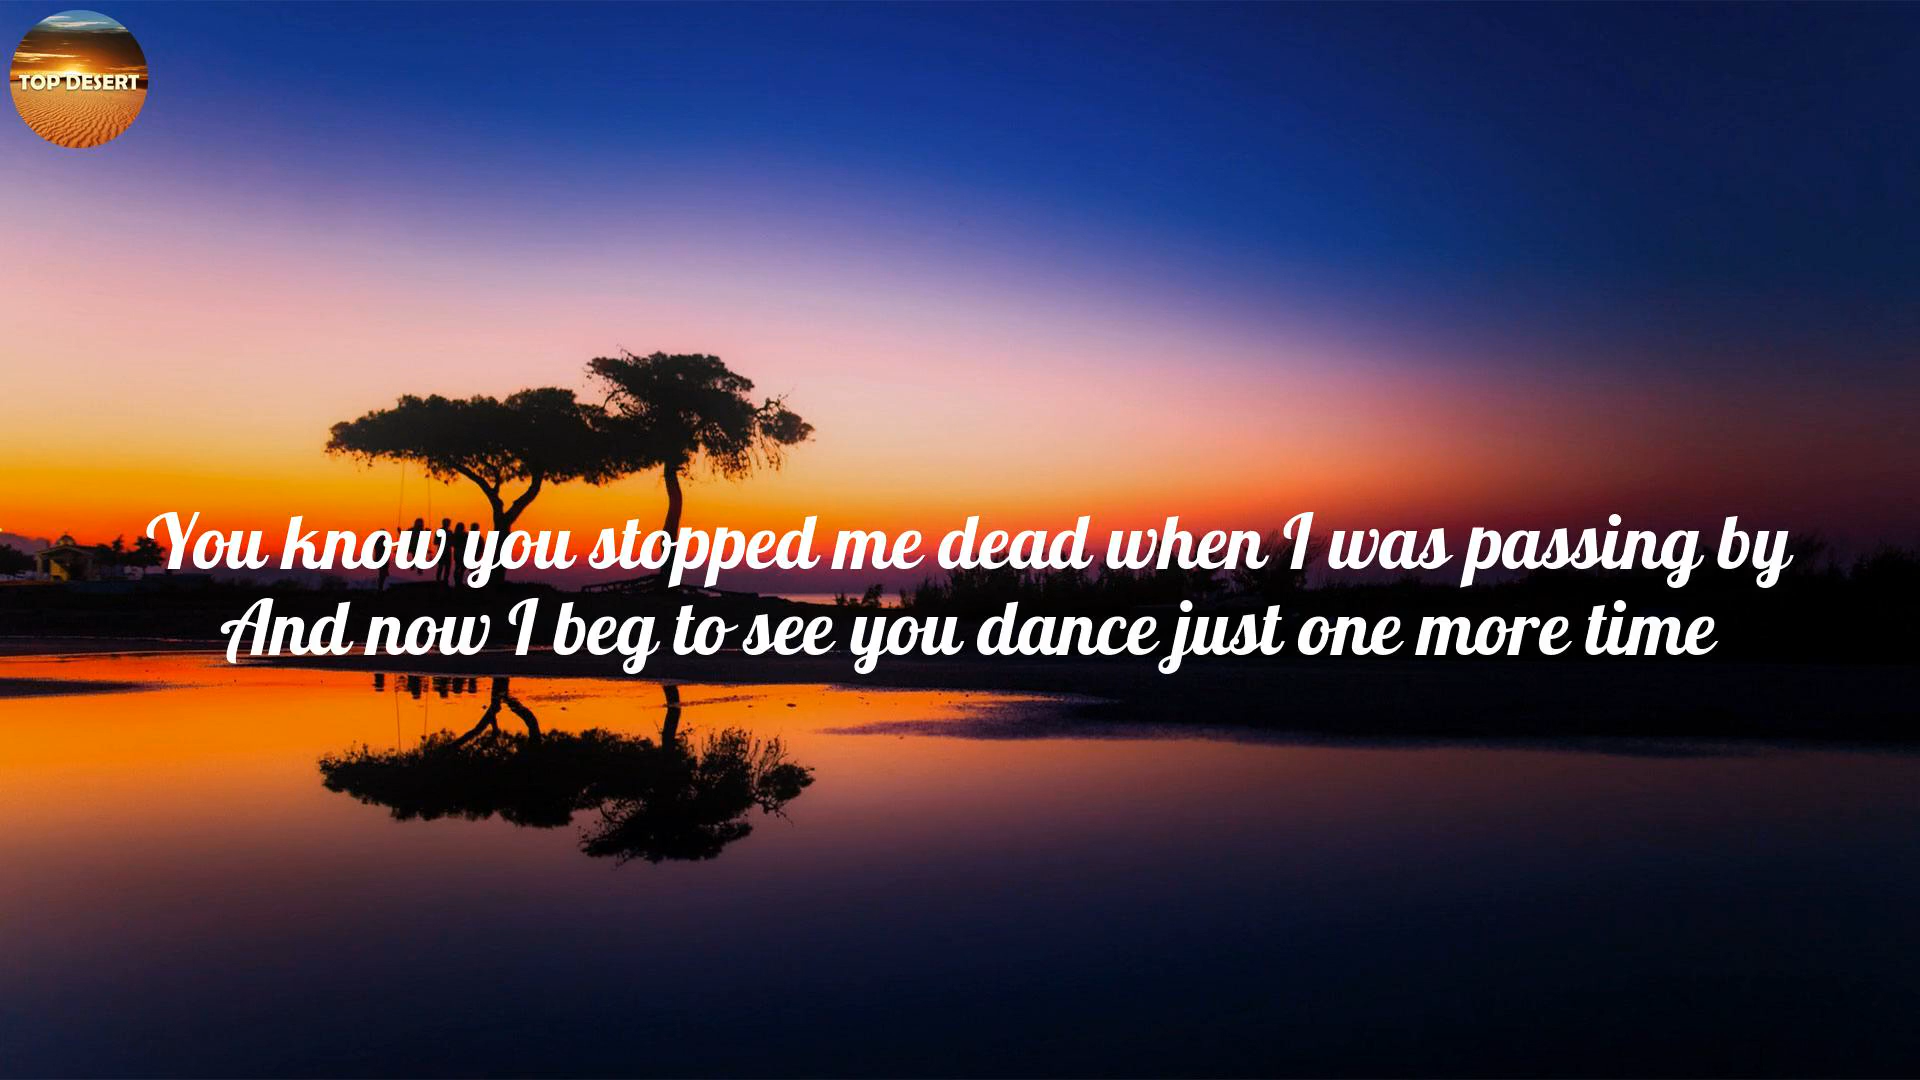 TOP DESERT
You know you stopped me dead when I was passing by
And now I beg to see you dance just one more time